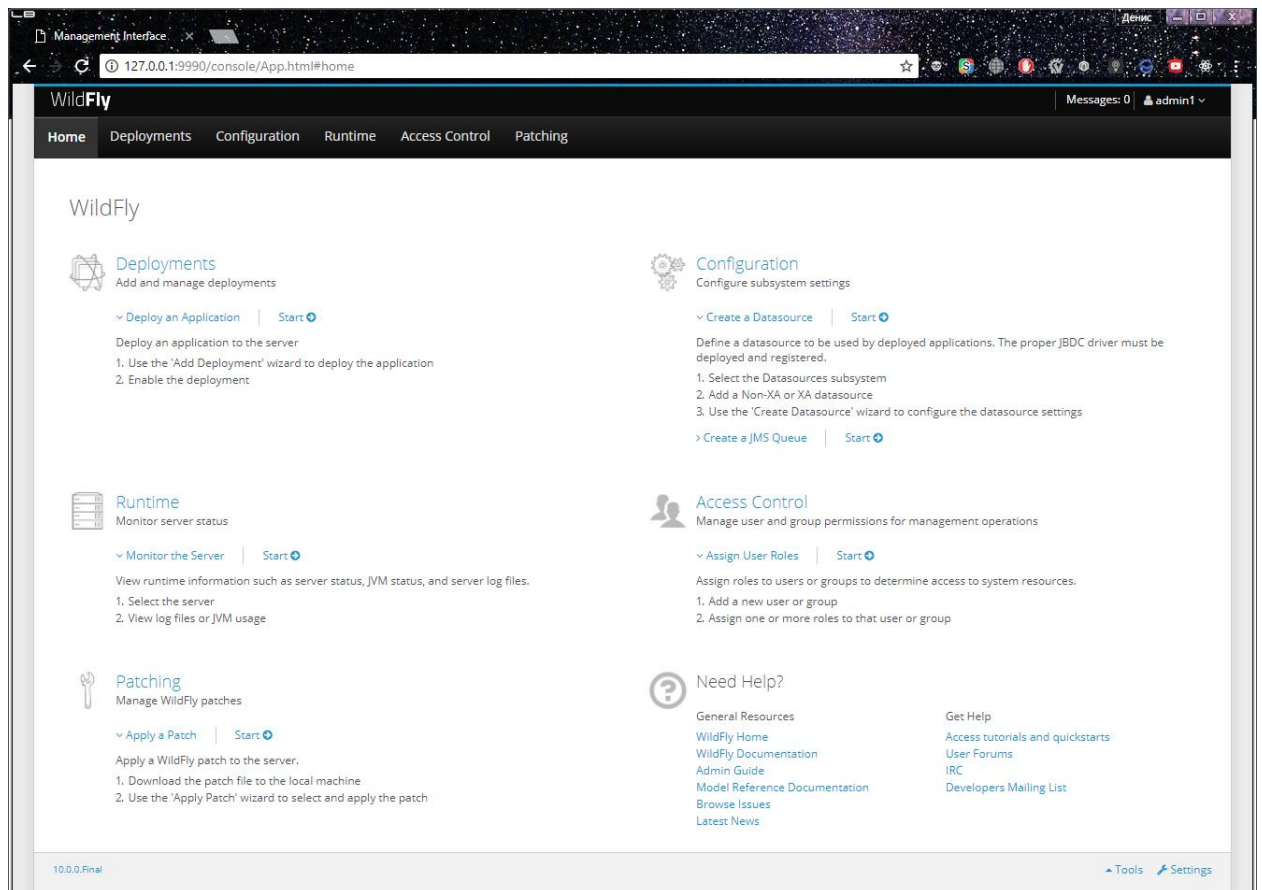 Денис
Management Interface
127.0.0.1:9990/console/App.html#home
WildFly
Messages: 0 admin1
Home Deployments Configuration Runtime Access Control Patching
WildFly
Deployments
Add and manage deployments
Deploy an Application Start
Deploy an application to the server
1. Use the 'Add Deployment' wizard to deploy the application
2. Enable the deployment
Configuration
Configure subsystem settings
Create a Datasource Start
Define a datasource to be used by deployed applications. The proper JBDC driver must be
deployed and registered.
1. Select the Datasources subsystem
2. Add a Non-XA or XA datasource
3. Use the 'Create Datasource' wizard to configure the datasource settings
Create a JMS Queue Start
Runtime
Monitor server status
Monitor the Server Start
View runtime information such as server status, JVM status, and server log files.
1. Select the server
2. View log files or JVM usage
Access Control
Manage user and group permissions for management operations
Assign User Roles Start
Assign roles to users or groups to determine access to system resources.
1. Add a new user or group
2. Assign one or more roles to that user or group
Patching
Manage WildFly patches
Apply a Patch Start
Apply a WildFly patch to the server.
1. Download the patch file to the local machine
2. Use the 'Apply Patch' wizard to select and apply the patch
Need Help?
General Resources
WildFly Home
WildFly Documentation
Admin Guide
Model Reference Documentation
Browse Issues
Latest News
Get Help
Access tutorials and quickstarts
User Forums
IRC
Developers Mailing List
10.0.0.Final
Tools Settings